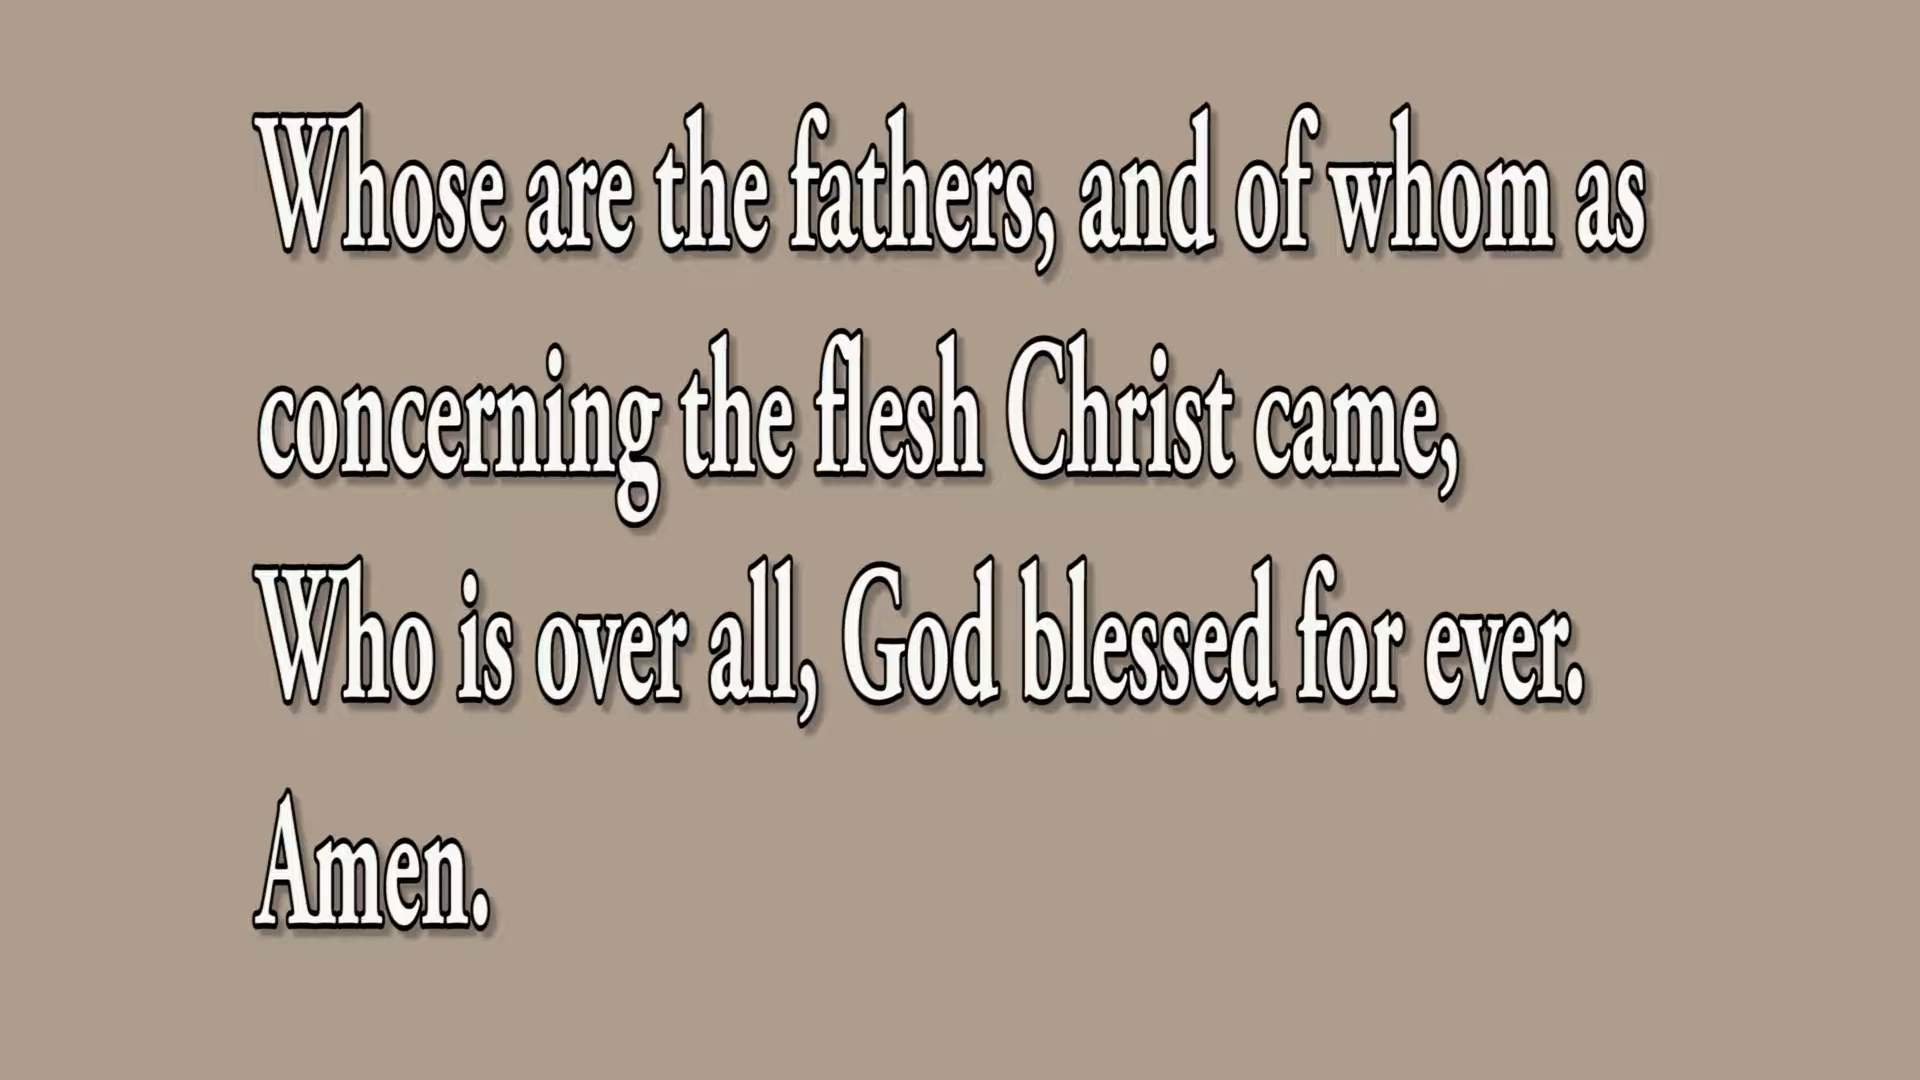 Whose are the fathers, and of whom as
concerning the flesh Christ came,
Who is over all, God blessed for ever.
Amen.